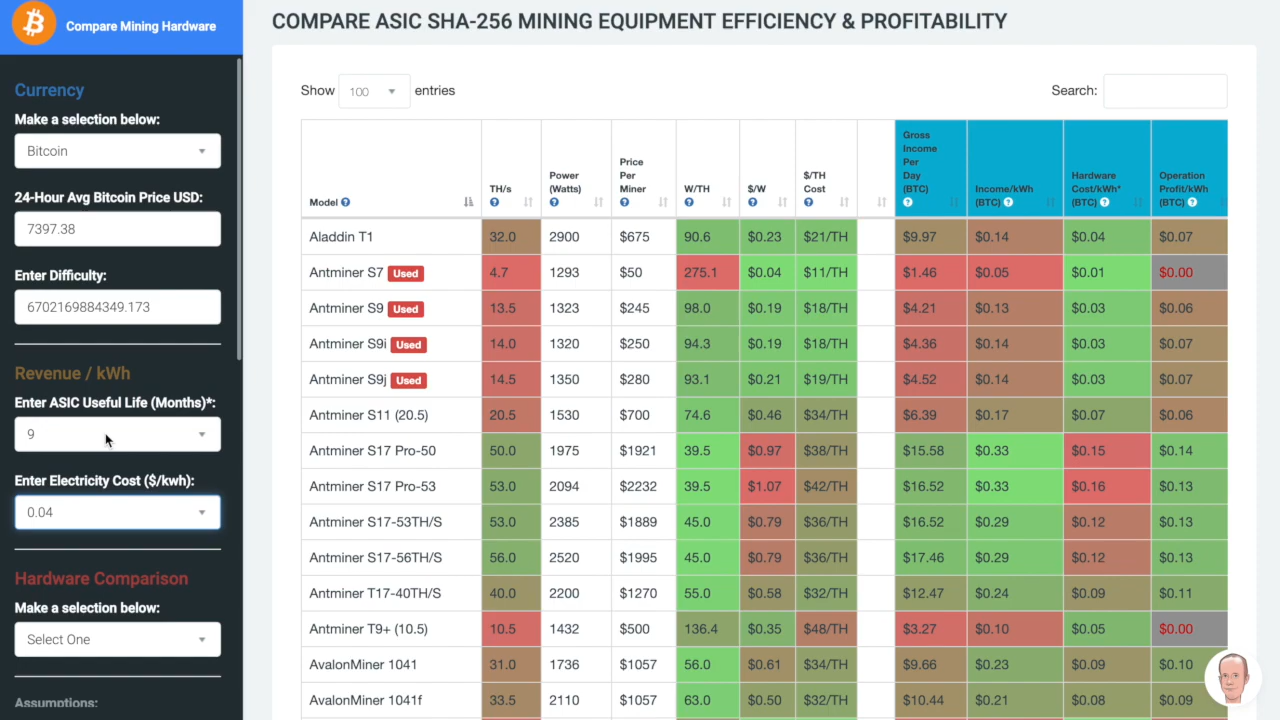 Compare Mining Hardware
Currency
Make a selection below:
Bitcoin
24-Hour Avg Bitcoin Price USD:
7397.38
Enter Difficulty:
6702169884349.173
Revenue / kWh
Enter ASIC Useful Life (Months)*:
9
Enter Electricity Cost ($/kwh):
0.04
Hardware Comparison
Make a selection below:
Select One
Assumptions:
COMPARE ASIC SHA-256 MINING EQUIPMENT EFFICIENCY & PROFITABILITY
Show 100 entries Search:
Model TH/s Power (Watts) Price Per Miner W/TH $/W $/TH Cost Gross Income Per Day (BTC) Income/kWh (BTC) Hardware Cost/kWh* (BTC) Operation Profit/kWh (BTC)
Aladdin T1 32.0 2900 $675 90.6 $0.23 $21/TH $9.97 $0.14 $0.04 $0.07
Antminer S7 Used 4.7 1293 $50 275.1 $0.04 $11/TH $1.46 $0.05 $0.01 $0.00
Antminer S9 Used 13.5 1323 $245 98.0 $0.19 $18/TH $4.21 $0.13 $0.03 $0.06
Antminer S9i Used 14.0 1320 $250 94.3 $0.19 $18/TH $4.36 $0.14 $0.03 $0.07
Antminer S9j Used 14.5 1350 $280 93.1 $0.21 $19/TH $4.52 $0.14 $0.03 $0.07
Antminer S11 (20.5) 20.5 1530 $700 74.6 $0.46 $34/TH $6.39 $0.17 $0.07 $0.06
Antminer S17 Pro-50 50.0 1975 $1921 39.5 $0.97 $38/TH $15.58 $0.33 $0.15 $0.14
Antminer S17 Pro-53 53.0 2094 $2232 39.5 $1.07 $42/TH $16.52 $0.33 $0.16 $0.13
Antminer S17-53TH/S 53.0 2385 $1889 45.0 $0.79 $36/TH $16.52 $0.29 $0.12 $0.13
Antminer S17-56TH/S 56.0 2520 $1995 45.0 $0.79 $36/TH $17.46 $0.29 $0.12 $0.13
Antminer T17-40TH/S 40.0 2200 $1270 55.0 $0.58 $32/TH $12.47 $0.24 $0.09 $0.11
Antminer T9+ (10.5) 10.5 1432 $500 136.4 $0.35 $48/TH $3.27 $0.10 $0.05 $0.00
AvalonMiner 1041 31.0 1736 $1057 56.0 $0.61 $34/TH $9.66 $0.23 $0.09 $0.10
AvalonMiner 1041f 33.5 2110 $1057 63.0 $0.50 $32/TH $10.44 $0.21 $0.08 $0.09